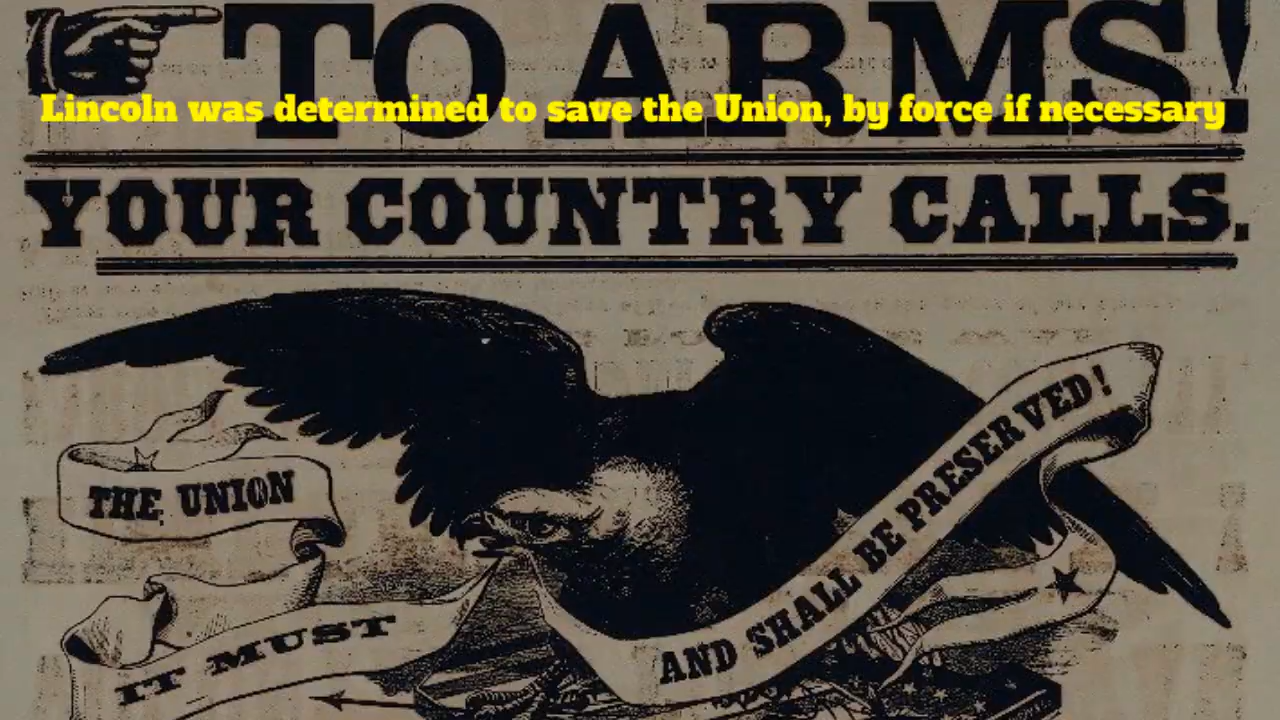 TO ARMS!
Lincoln was determined to save the Union, by force if necessary
YOUR COUNTRY CALLS.
THE UNION
IT MUST
AND SHALL BE PRESERVED!